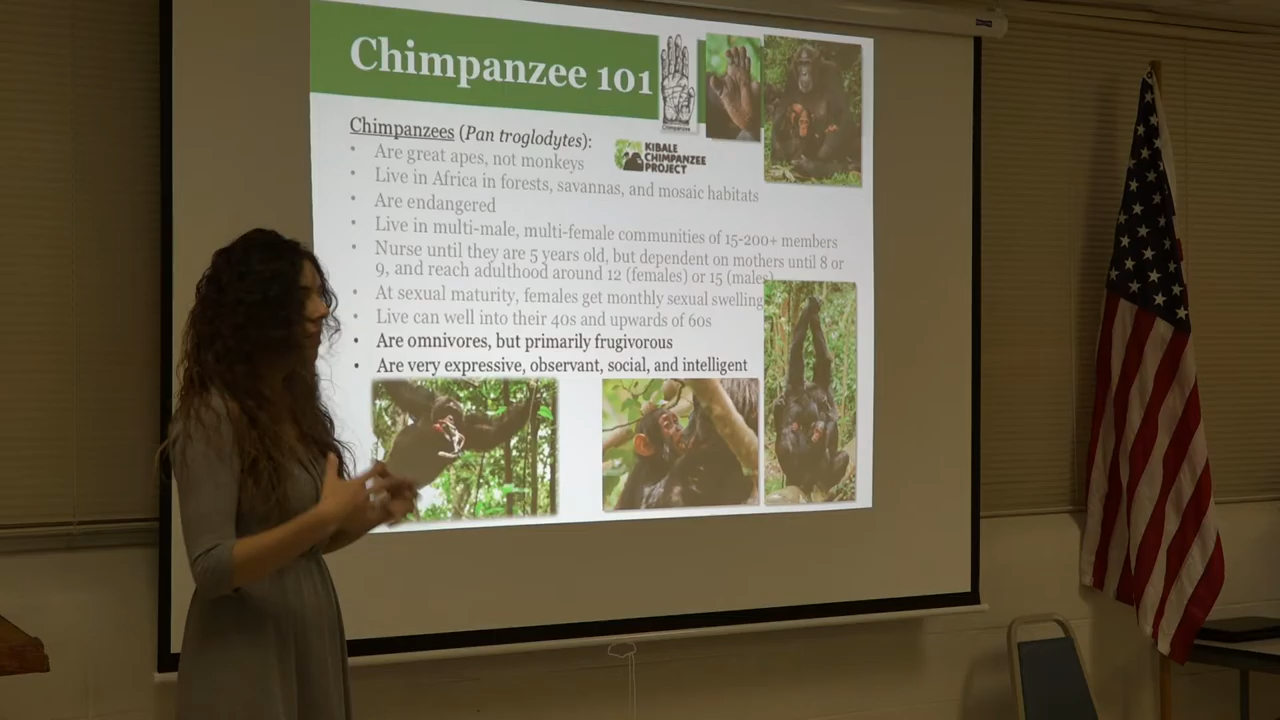 Chimpanzee 101
Chimpanzee
Chimpanzees (Pan troglodytes):
KIBALE
CHIMPANZEE
PROJECT
• Are great apes, not monkeys
• Live in Africa in forests, savannas, and mosaic habitats
• Are endangered
• Live in multi-male, multi-female communities of 15-200+ members
• Nurse until they are 5 years old, but dependent on mothers until 8 or
9, and reach adulthood around 12 (females) or 15 (males)
• At sexual maturity, females get monthly sexual swelling
• Live can well into their 40s and upwards of 60s
• Are omnivores, but primarily frugivorous
• Are very expressive, observant, social, and intelligent